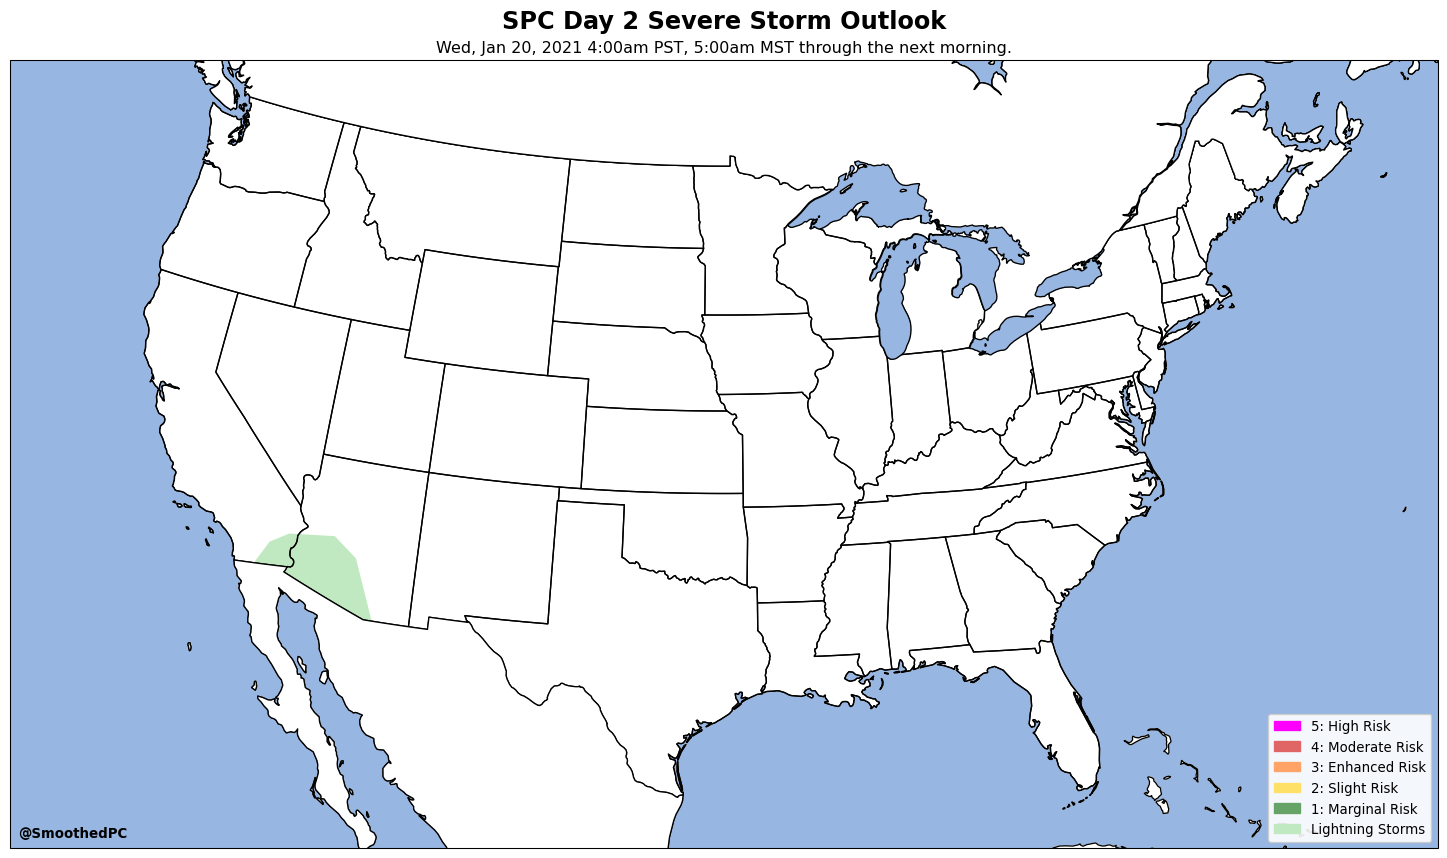 SPC Day 2 Severe Storm Outlook
Wed, Jan 20, 2021 4:00am PST, 5:00am MST through the next morning.
5: High Risk
4: Moderate Risk
3: Enhanced Risk
2: Slight Risk
1: Marginal Risk
Lightning Storms
@SmoothedPC